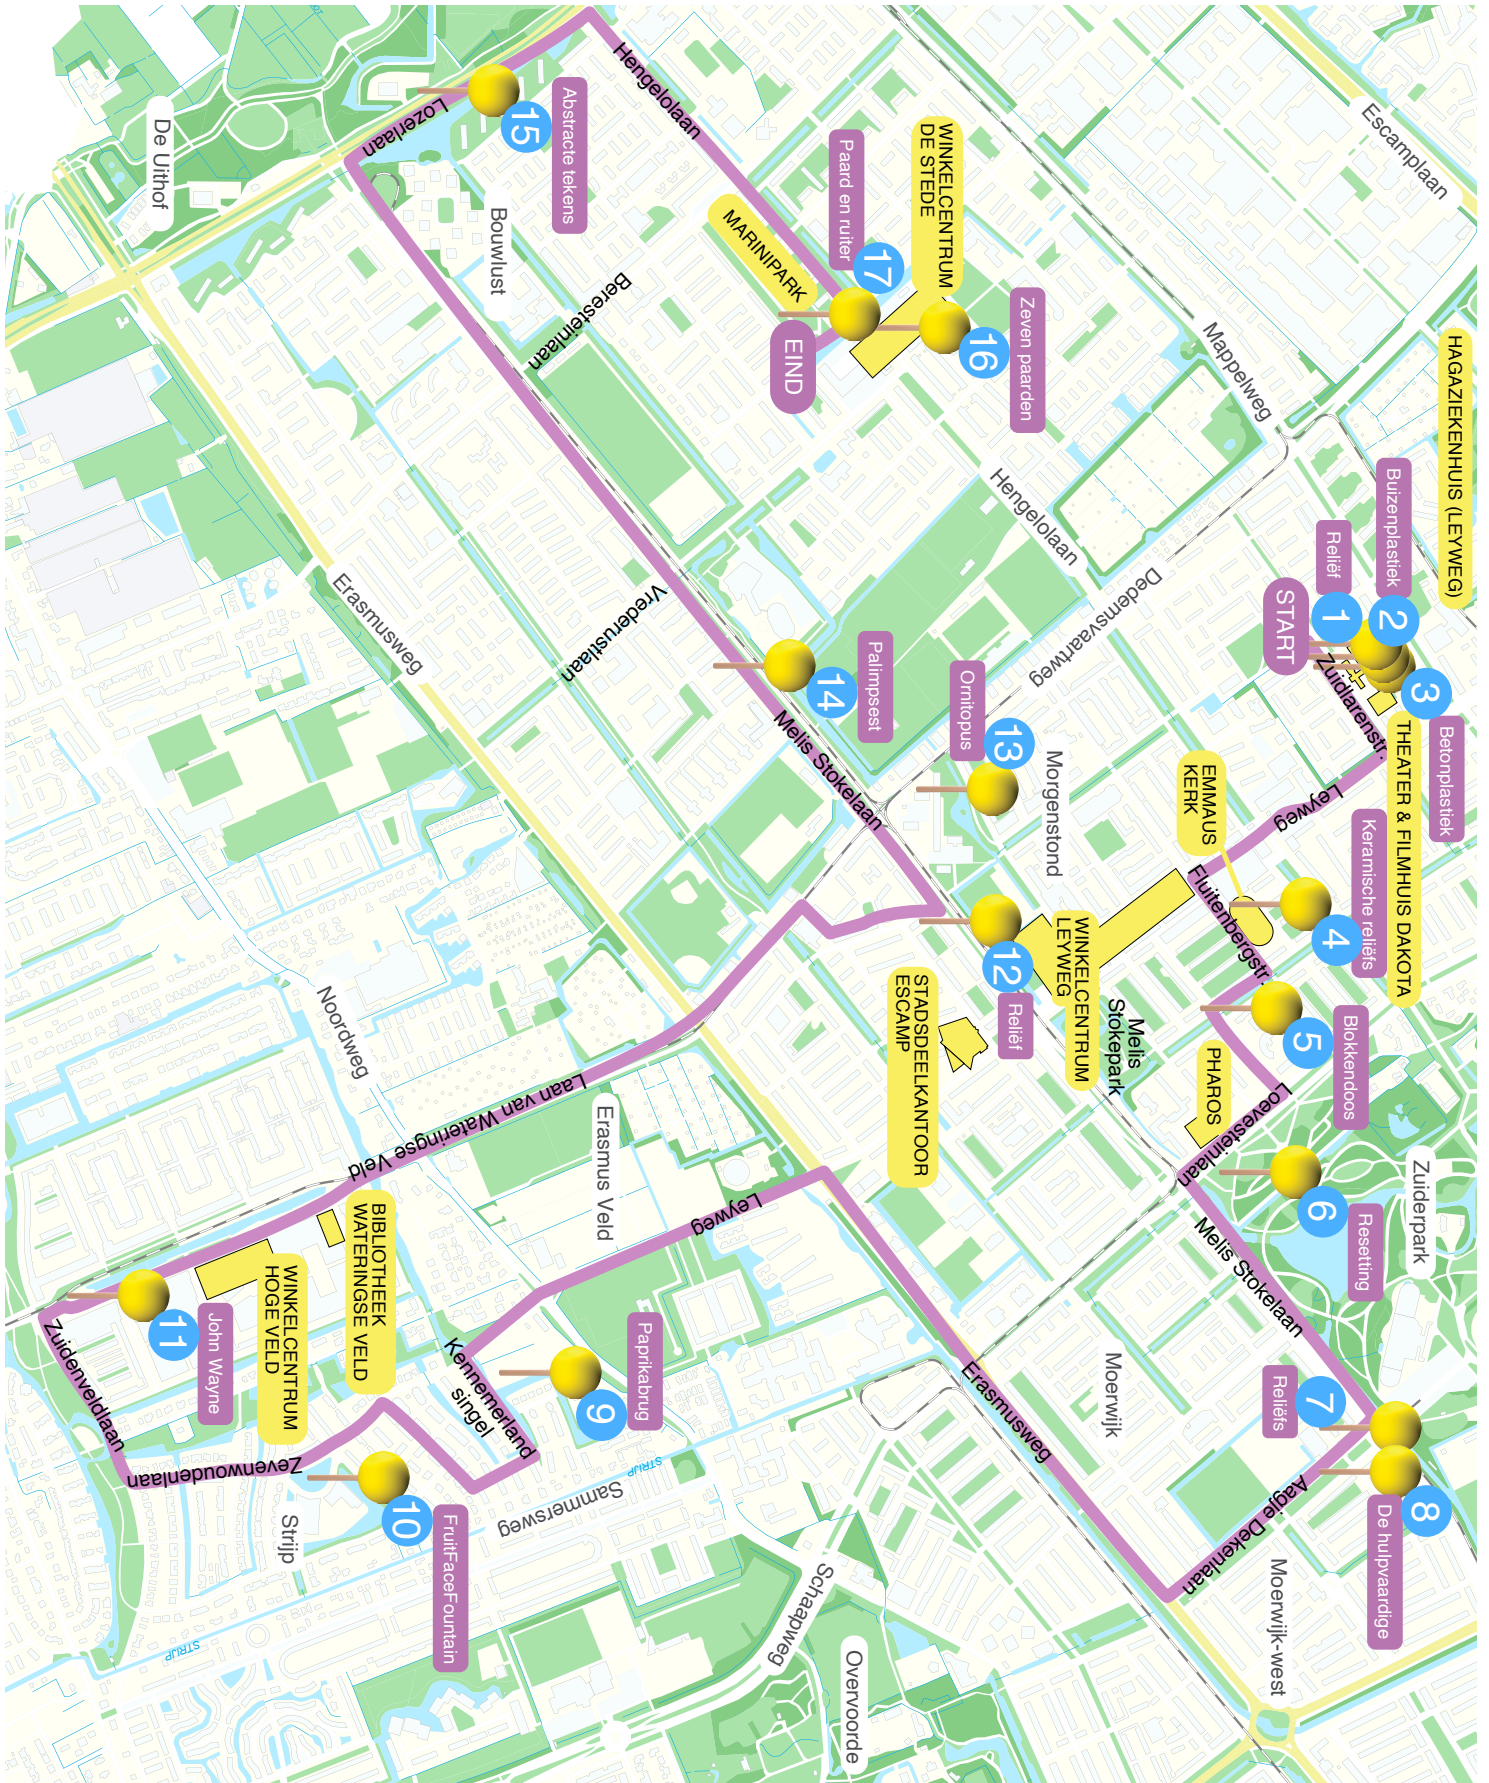 HAGAZIEKENHUIS (LEYWEG)
Escamplaan
Mappelweg
Buizenplastiek
2
Reliëf
1
START
3
Betonplastiek
Zuidlarenstr.
THEATER & FILMHUIS DAKOTA
Leyweg
EMMAUS
KERK
Keramische reliëfs
4
Fluitenbergstr.
Blokkendoos
5
PHAROS
Loevesteinlaan
Zuiderpark
Resetting
6
Melis Stokelaan
Reliëfs
7
8
De hulpvaardige
Aagje Dekenlaan
Moerwijk-west
Moerwijk
Erasmusweg
WINKELCENTRUM
DE STEDE
Paard en ruiter
17
Zeven paarden
16
MARINIPARK
EIND
Hengelolaan
Hengelolaan
Dedemsvaartweg
Morgenstond
Ornitopus
13
Palimpsest
14
Melis Stokelaan
WINKELCENTRUM
LEYWEG
Melis
Stokepark
12
Reliëf
STADSDEELKANTOOR
ESCAMP
Abstracte tekens
15
Lozerlaan
De Uithof
Bouwlust
Beresteinlaan
Vrederustlaan
Erasmusweg
Noordweg
Laan van Wateringse Veld
Erasmus Veld
Leyweg
Paprikabrug
9
Kennemerland
singel
BIBLIOTHEEK
WATERINGSE VELD
WINKELCENTRUM
HOGE VELD
John Wayne
11
Zuidenveldlaan
Zevenwoudenlaan
10
FruitFaceFountain
Strijp
Sammersweg
STRIJP
STRIJP
Schaapweg
Overvoorde